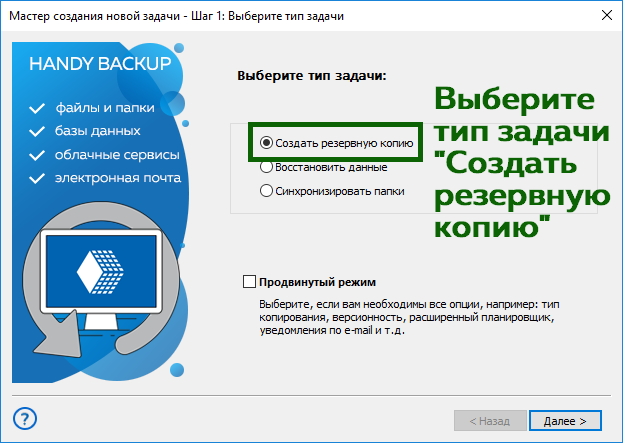 Мастер создания новой задачи - Шаг 1: Выберите тип задачи
HANDY BACKUP
файлы и папки
базы данных
облачные сервисы
электронная почта
Выберите тип задачи:
Создать резервную копию
Восстановить данные
Синхронизировать папки
Выберите
тип задачи
"Создать
резервную
копию"
Продвинутый режим
Выберите, если вам необходимы все опции, например: тип
копирования, версионность, расширенный планировщик,
уведомления по e-mail и т.д.
?
< Назад
Далее >